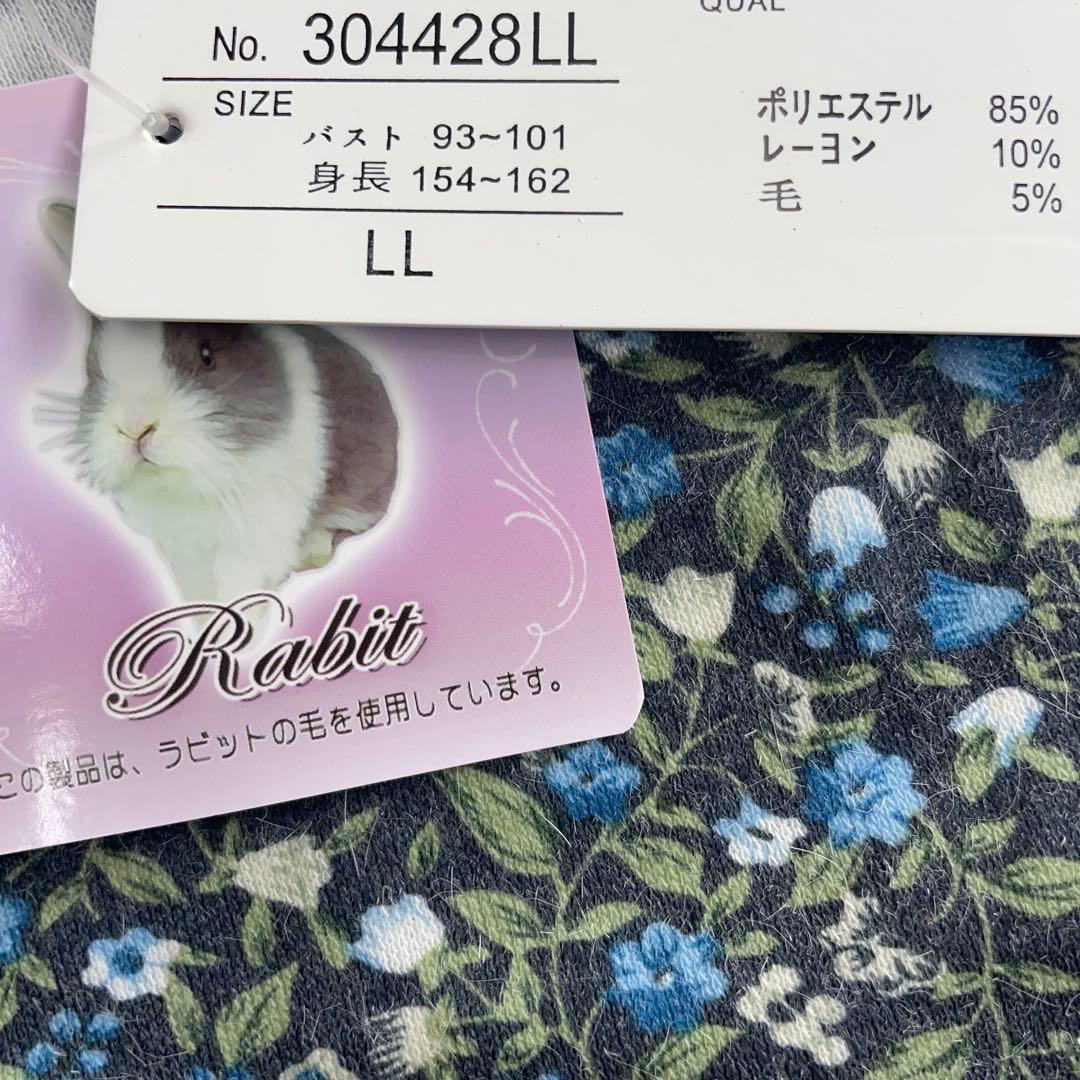 QUAL
No. 304428LL
SIZE
バスト 93~101
身長 154~162
LL
ポリエステル 85%
レーヨン 10%
毛 5%
Rabit
この製品は、ラビットの毛を使用しています。